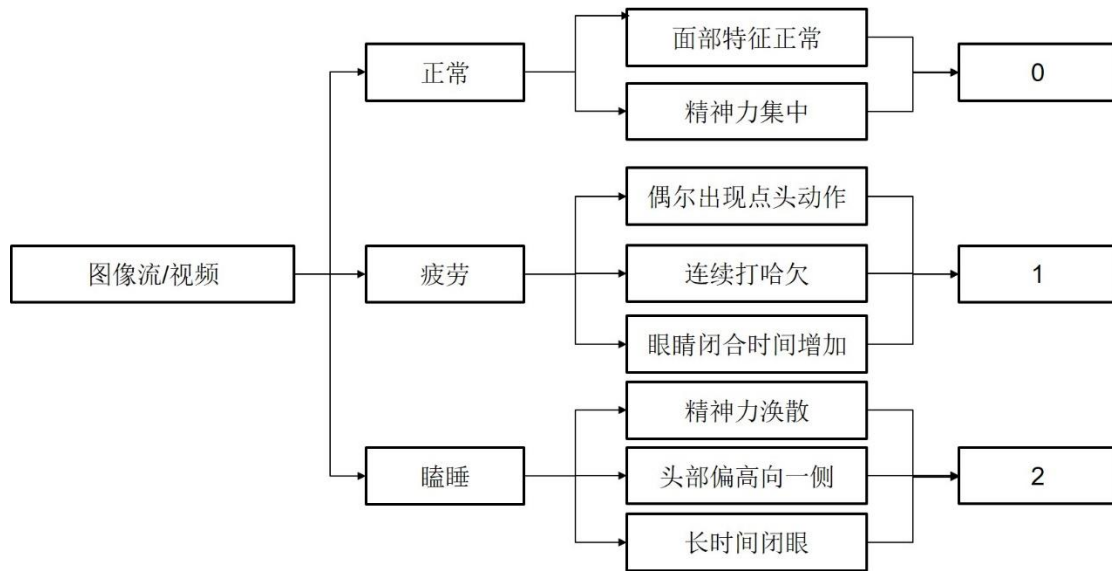 图像流/视频
正常
面部特征正常
精神力集中
0
疲劳
偶尔出现点头动作
连续打哈欠
眼睛闭合时间增加
1
瞌睡
精神力涣散
头部偏高向一侧
长时间闭眼
2